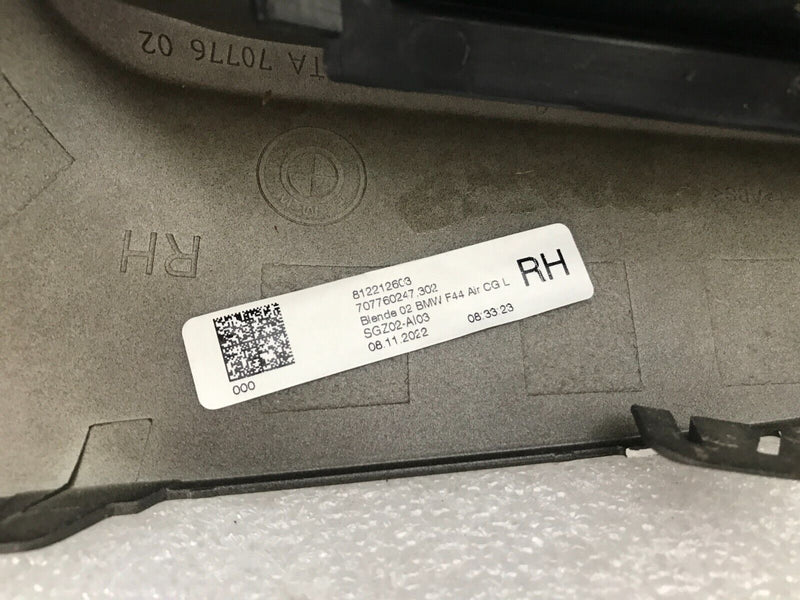 TA 70776 02
RH
812212603
707760247.302
Blende 02 BMW F44 Air CG L
SGZ02-AI03
08.11.2022 08:33:23
RH
000